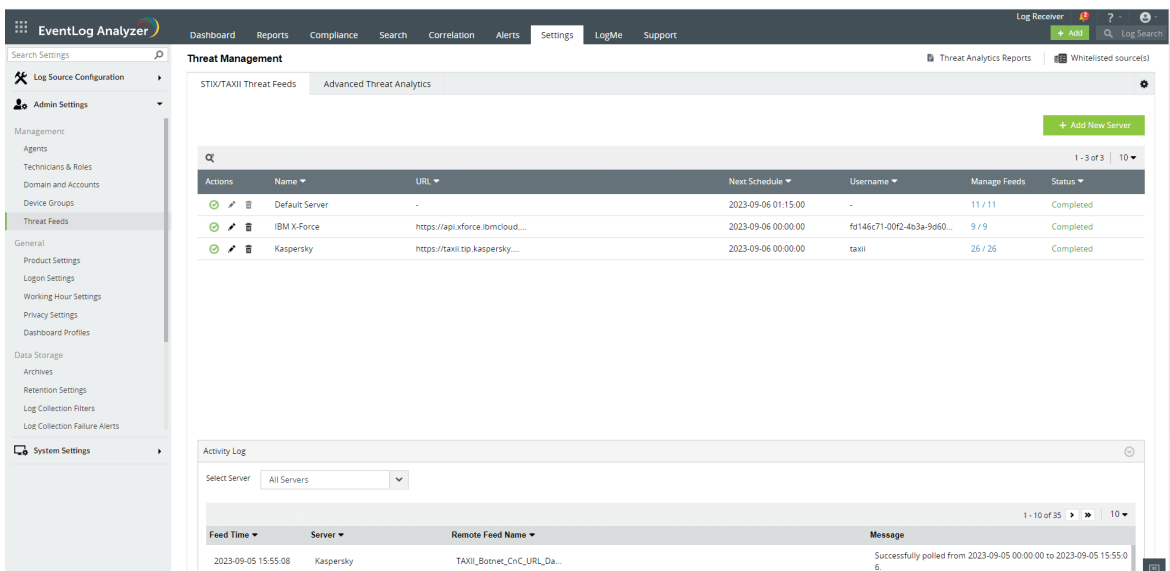 EventLog Analyzer
Log Receiver 2 ?
Dashboard Reports Compliance Search Correlation Alerts Settings LogMe Support
+ Add Log Search
Search Settings
Log Source Configuration
Admin Settings
Management
Agents
Technicians & Roles
Domain and Accounts
Device Groups
Threat Feeds
General
Product Settings
Logon Settings
Working Hour Settings
Privacy Settings
Dashboard Profiles
Data Storage
Archives
Retention Settings
Log Collection Filters
Log Collection Failure Alerts
System Settings
Threat Management
Threat Analytics Reports Whitelisted source(s)
STIX/TAXII Threat Feeds Advanced Threat Analytics
+ Add New Server
1 - 3 of 3 10
Actions Name URL Next Schedule Username Manage Feeds Status
Default Server - 2023-09-06 01:15:00 - 11 / 11 Completed
IBM X-Force https://api.xforce.ibmcloud.... 2023-09-06 00:00:00 fd146c71-00f2-4b3a-9d60... 9 / 9 Completed
Kaspersky https://taxii.tip.kaspersky.... 2023-09-06 00:00:00 taxii 26 / 26 Completed
Activity Log
Select Server All Servers
1 - 10 of 35 10
Feed Time Server Remote Feed Name Message
2023-09-05 15:55:08 Kaspersky TAXII_Botnet_CnC_URL_Da... Successfully polled from 2023-09-05 00:00:00 to 2023-09-05 15:55:0
6.